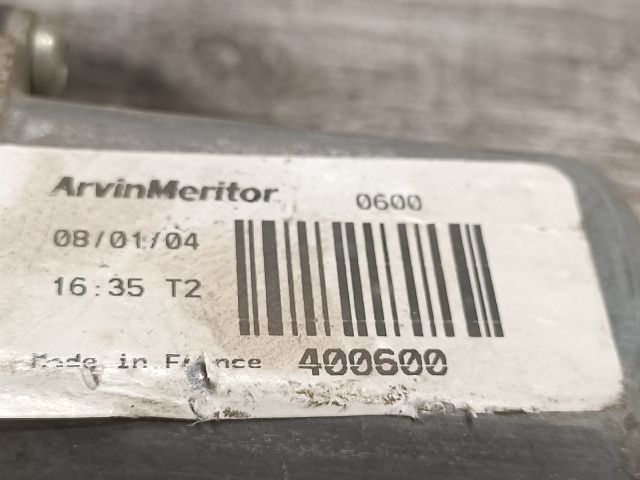 ArvinMeritor 0600
08/01/04
16:35 T2
Made in France 400600